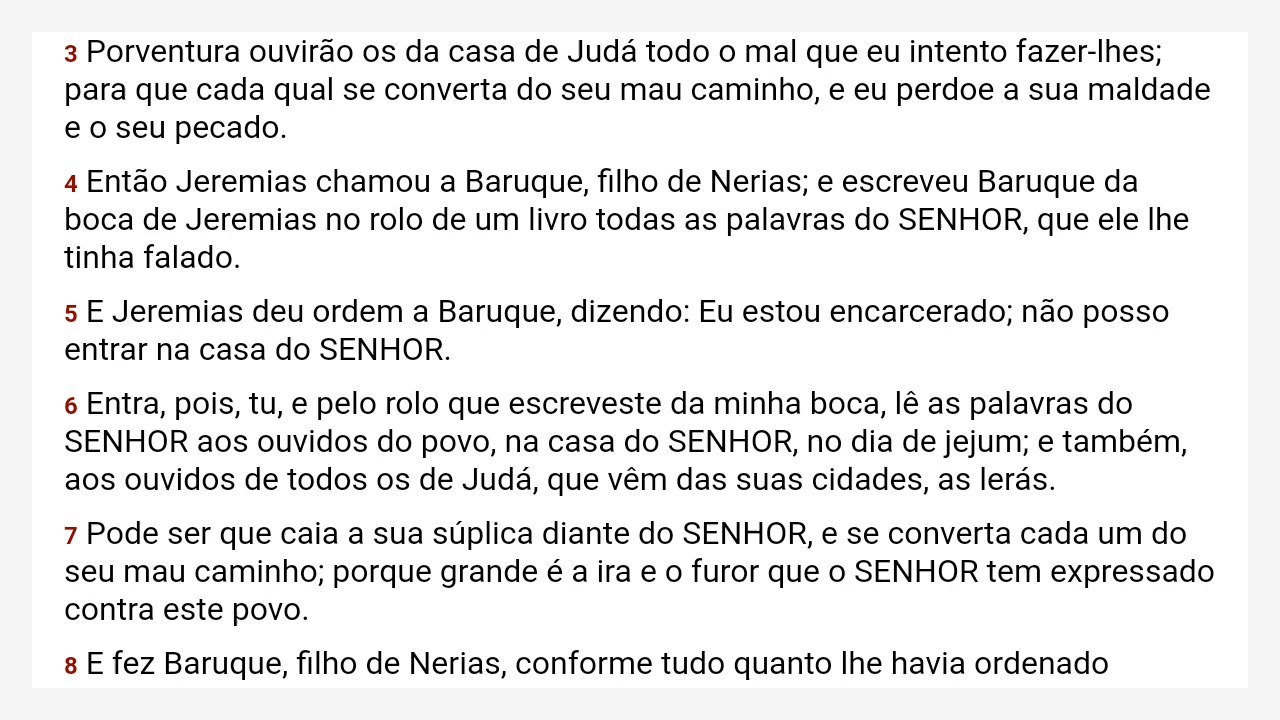 3 Porventura ouvirão os da casa de Judá todo o mal que eu intento fazer-lhes;
para que cada qual se converta do seu mau caminho, e eu perdoe a sua maldade
e o seu pecado.
4 Então Jeremias chamou a Baruque, filho de Nerias; e escreveu Baruque da
boca de Jeremias no rolo de um livro todas as palavras do SENHOR, que ele lhe
tinha falado.
5 E Jeremias deu ordem a Baruque, dizendo: Eu estou encarcerado; não posso
entrar na casa do SENHOR.
6 Entra, pois, tu, e pelo rolo que escreveste da minha boca, lê as palavras do
SENHOR aos ouvidos do povo, na casa do SENHOR, no dia de jejum; e também,
aos ouvidos de todos os de Judá, que vêm das suas cidades, as lerás.
7 Pode ser que caia a sua súplica diante do SENHOR, e se converta cada um do
seu mau caminho; porque grande é a ira e o furor que o SENHOR tem expressado
contra este povo.
8 E fez Baruque, filho de Nerias, conforme tudo quanto lhe havia ordenado